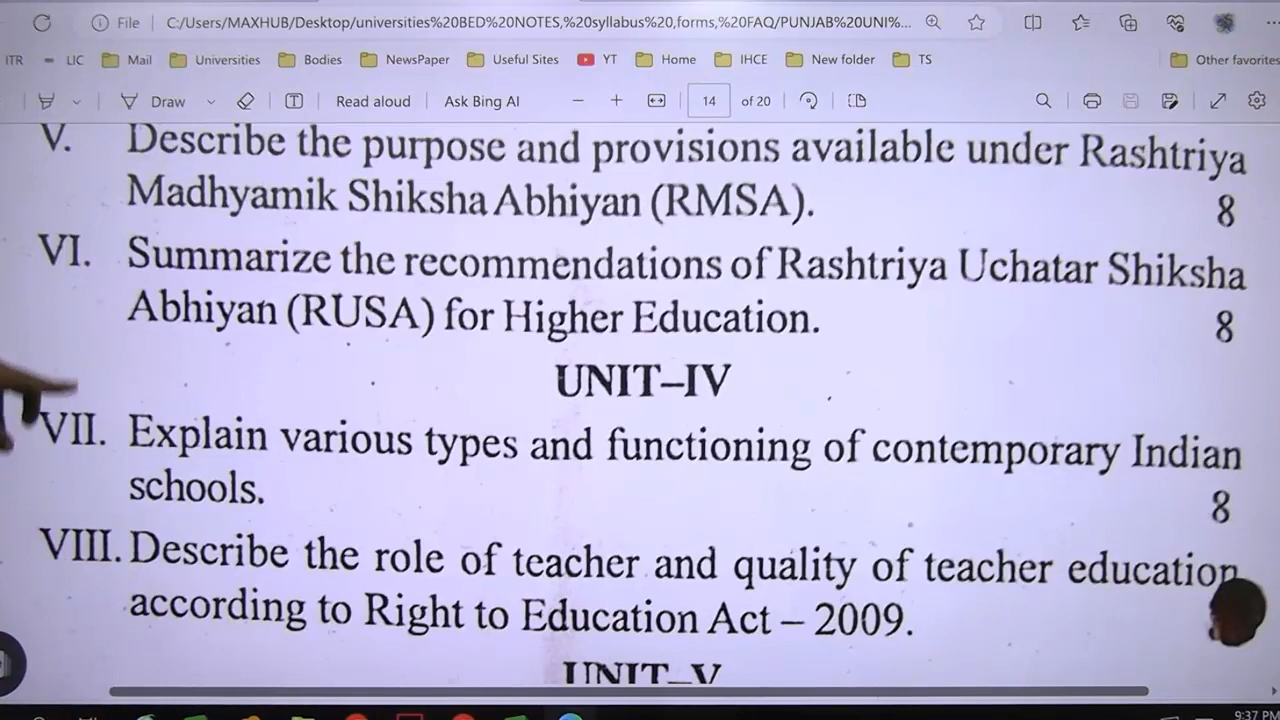 File C:/Users/MAXHUB/Desktop/universities%20BED%20NOTES,%20syllabus%20,forms,%20FAQ/PUNJAB%20UNI%...
ITR LIC Mail Universities Bodies NewsPaper Useful Sites YT Home IHCE New folder TS Other favorites
Draw Read aloud Ask Bing AI 14 of 20
V. Describe the purpose and provisions available under Rashtriya
Madhyamik Shiksha Abhiyan (RMSA). 8
VI. Summarize the recommendations of Rashtriya Uchatar Shiksha
Abhiyan (RUSA) for Higher Education. 8
UNIT–IV
VII. Explain various types and functioning of contemporary Indian
schools. 8
VIII. Describe the role of teacher and quality of teacher education
according to Right to Education Act – 2009.
UNIT–V
9:37 PM